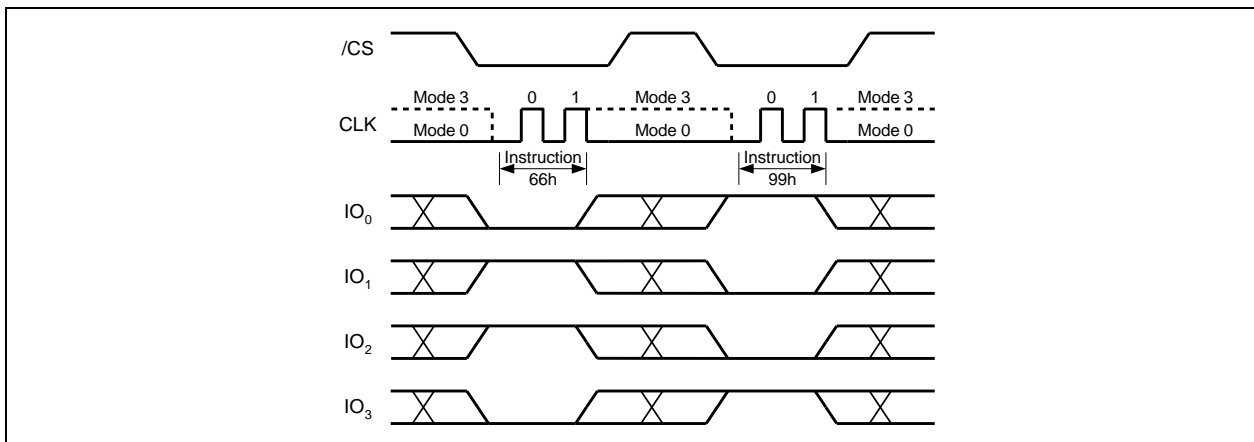 /CS
Mode 3 0 1 Mode 3 0 1 Mode 3
CLK
Mode 0 Mode 0 Mode 0
Instruction Instruction
66h 99h
IO0
IO1
IO2
IO3